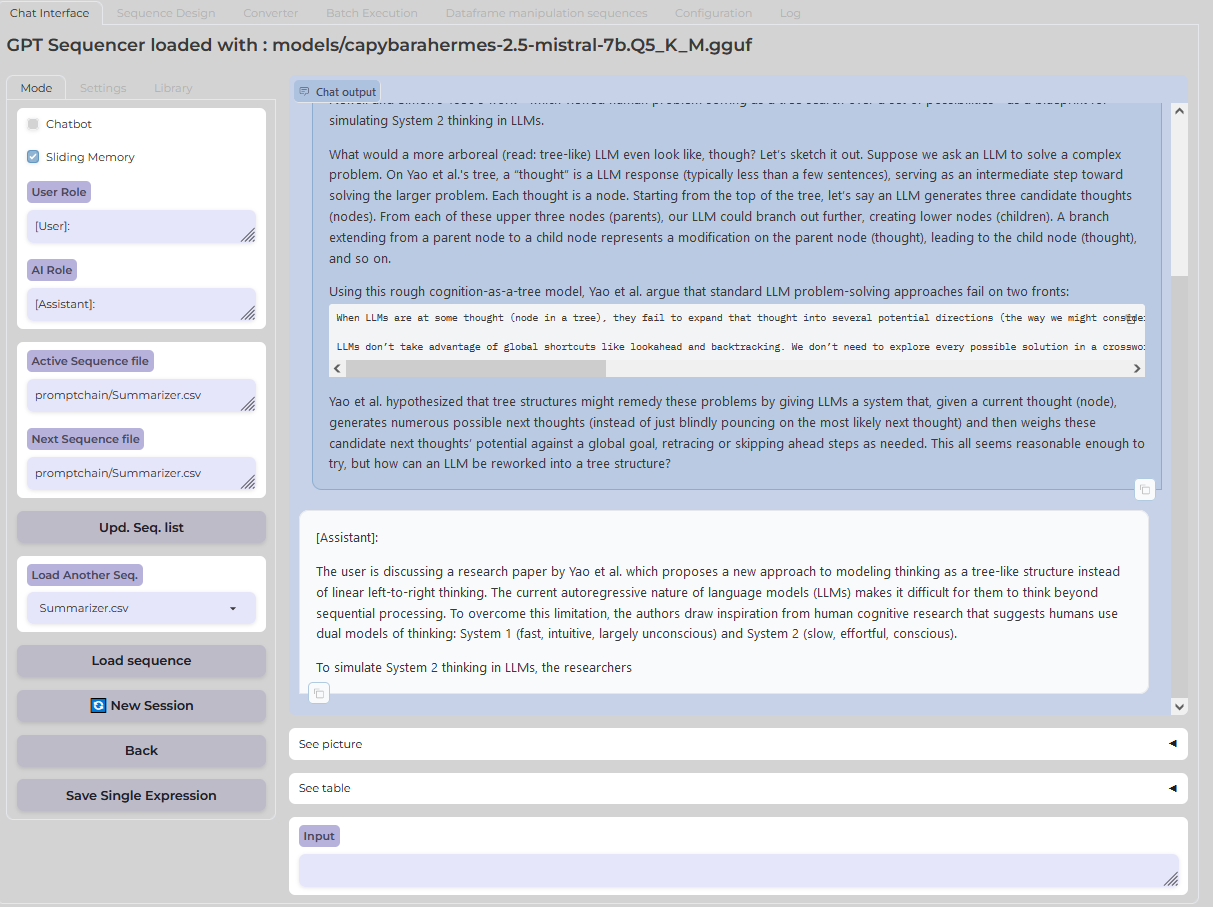 Chat Interface
Sequence Design
Converter
Batch Execution
Dataframe manipulation sequences
Configuration
Log
GPT Sequencer loaded with : models/capybarahermes-2.5-mistral-7b.Q5_K_M.gguf
Mode
Settings
Library
Chatbot
Sliding Memory
User Role
[User]:
AI Role
[Assistant]:
Active Sequence file
promptchain/Summarizer.csv
Next Sequence file
promptchain/Summarizer.csv
Upd. Seq. list
Load Another Seq.
Summarizer.csv
Load sequence
New Session
Back
Save Single Expression
Chat output
simulating System 2 thinking in LLMs.
What would a more arboreal (read: tree-like) LLM even look like, though? Let's sketch it out. Suppose we ask an LLM to solve a complex
problem. On Yao et al.'s tree, a “thought” is a LLM response (typically less than a few sentences), serving as an intermediate step toward
solving the larger problem. Each thought is a node. Starting from the top of the tree, let's say an LLM generates three candidate thoughts
(nodes). From each of these upper three nodes (parents), our LLM could branch out further, creating lower nodes (children). A branch
extending from a parent node to a child node represents a modification on the parent node (thought), leading to the child node (thought),
and so on.
Using this rough cognition-as-a-tree model, Yao et al. argue that standard LLM problem-solving approaches fail on two fronts:
When LLMs are at some thought (node in a tree), they fail to expand that thought into several potential directions (the way we might
LLMs don’t take advantage of global shortcuts like lookahead and backtracking. We don’t need to explore every possible solution in a
Yao et al. hypothesized that tree structures might remedy these problems by giving LLMs a system that, given a current thought (node),
generates numerous possible next thoughts (instead of just blindly pouncing on the most likely next thought) and then weighs these
candidate next thoughts’ potential against a global goal, retracing or skipping ahead steps as needed. This all seems reasonable enough to
try, but how can an LLM be reworked into a tree structure?
[Assistant]:
The user is discussing a research paper by Yao et al. which proposes a new approach to modeling thinking as a tree-like structure instead
of linear left-to-right thinking. The current autoregressive nature of language models (LLMs) makes it difficult for them to think beyond
sequential processing. To overcome this limitation, the authors draw inspiration from human cognitive research that suggests humans use
dual models of thinking: System 1 (fast, intuitive, largely unconscious) and System 2 (slow, effortful, conscious).
To simulate System 2 thinking in LLMs, the researchers
See picture
See table
Input